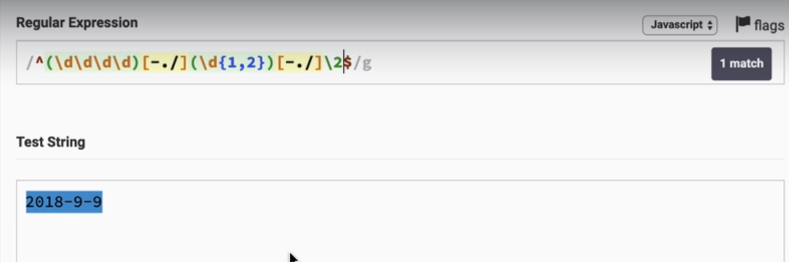 Regular Expression
Javascript flags
/^(\d\d\d\d)[-./](\d{1,2})[-./]\2$/g
1 match
Test String
2018-9-9